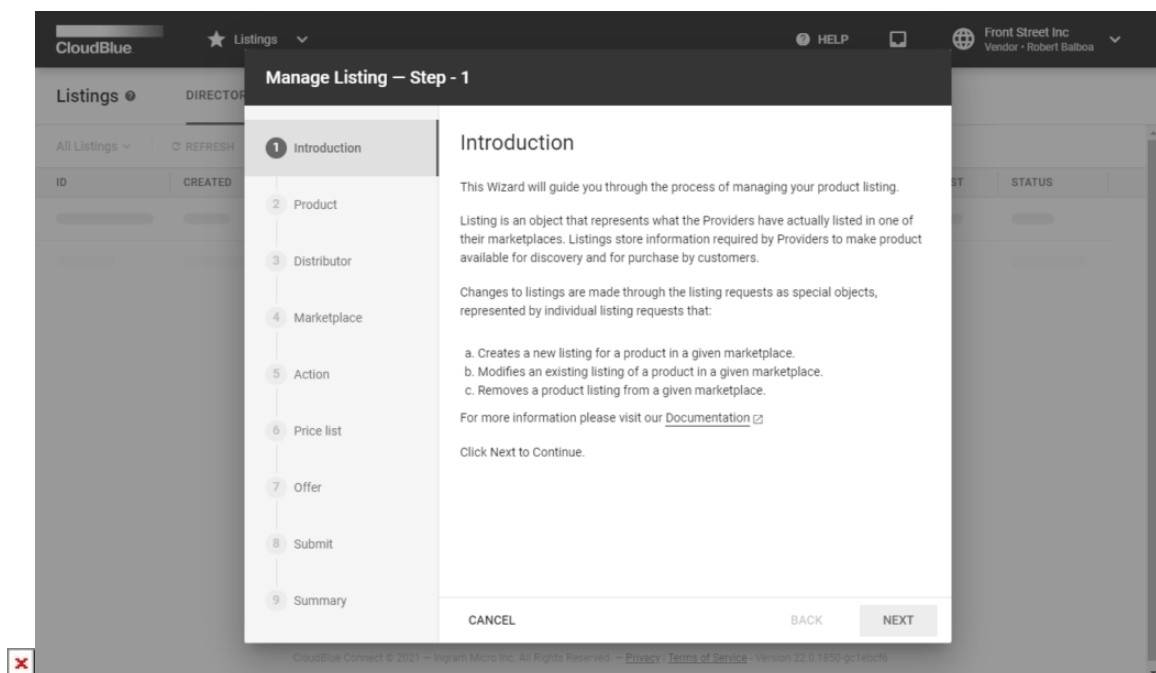 CloudBlue
Listings
HELP
Front Street Inc
Vendor • Robert Balboa
Manage Listing — Step - 1
Listings
DIRECTOR
All Listings
REFRESH
ID
CREATED
ST
STATUS
1 Introduction
2 Product
3 Distributor
4 Marketplace
5 Action
6 Price list
7 Offer
8 Submit
9 Summary
Introduction
This Wizard will guide you through the process of managing your product listing.
Listing is an object that represents what the Providers have actually listed in one of
their marketplaces. Listings store information required by Providers to make product
available for discovery and for purchase by customers.
Changes to listings are made through the listing requests as special objects,
represented by individual listing requests that:
a. Creates a new listing for a product in a given marketplace.
b. Modifies an existing listing of a product in a given marketplace.
c. Removes a product listing from a given marketplace.
For more information please visit our Documentation
Click Next to Continue.
CANCEL
BACK
NEXT
CloudBlue Connect © 2021 — Ingram Micro Inc. All Rights Reserved. — Privacy | Terms of Service - Version 22.0.1650-gc1ebcf6